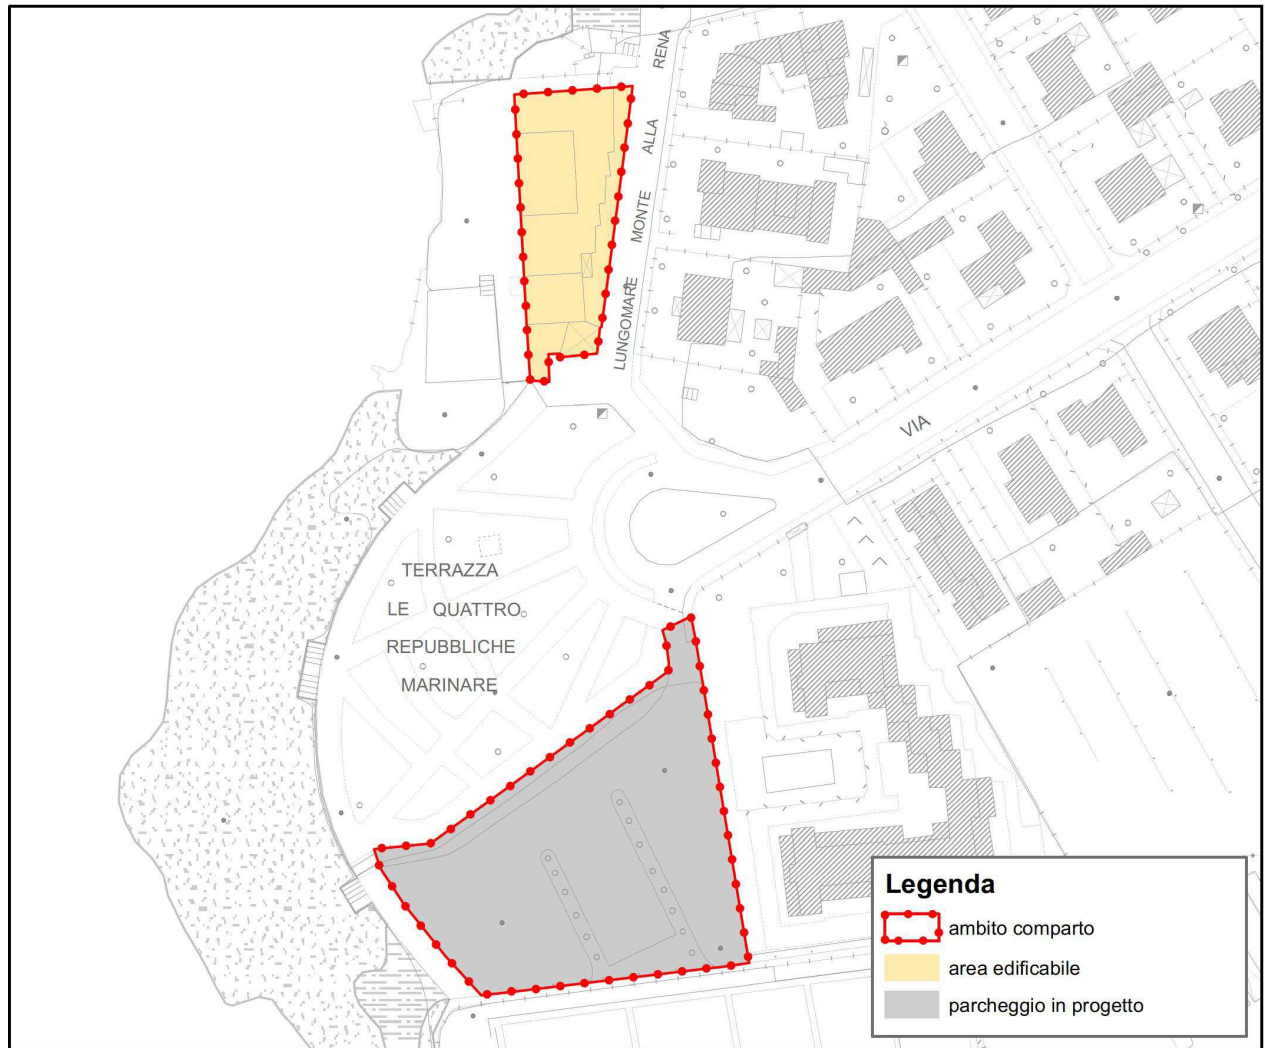 LUNGOMARE MONTE ALLA RENA
VIA
TERRAZZA
LE QUATTRO
REPUBBLICHE
MARINARE
Legenda
ambito comparto
area edificabile
parcheggio in progetto